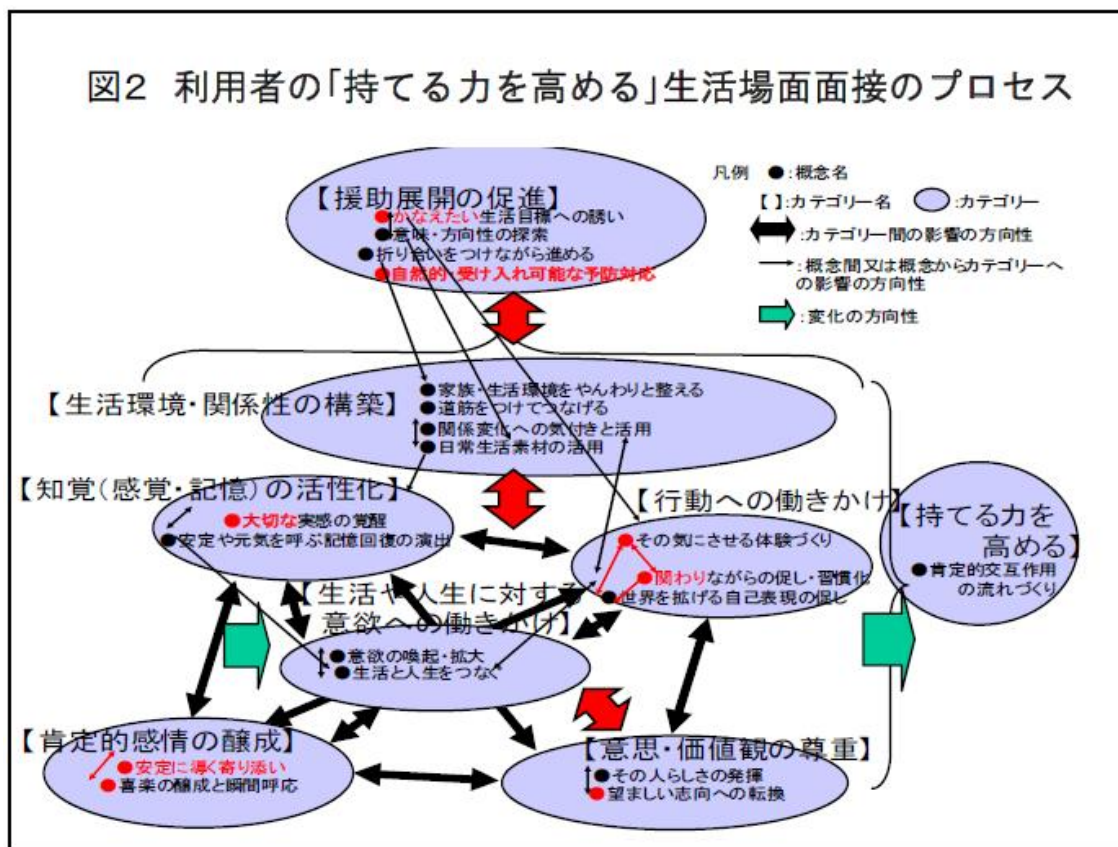 図2 利用者の「持てる力を高める」生活場面面接のプロセス
凡例 ●:概念名
【 】:カテゴリー名 :カテゴリー
:カテゴリー間の影響の方向性
:概念間又は概念からカテゴリーへ
の影響の方向性
:変化の方向性
【援助展開の促進】
●かなえたい生活目標への誘い
●意味・方向性の探索
●折り合いをつけながら進める
●自然的・受け入れ可能な予防対応
【生活環境・関係性の構築】
●家族・生活環境をやんわりと整える
●道筋をつけてつなげる
●関係変化への気付きと活用
●日常生活素材の活用
【知覚(感覚・記憶)の活性化】
●大切な実感の覚醒
●安定や元気を呼ぶ記憶回復の演出
【行動への働きかけ】
●その気にさせる体験づくり
●関わりながらの促し・習慣化
●世界を拡げる自己表現の促し
【持てる力を
高める】
●肯定的交互作用
の流れづくり
【生活や人生に対する
意欲への働きかけ】
●意欲の喚起・拡大
●生活と人生をつなぐ
【肯定的感情の醸成】
●安定に導く寄り添い
●喜楽の醸成と瞬間呼応
【意思・価値観の尊重】
●その人らしさの発揮
●望ましい志向への転換